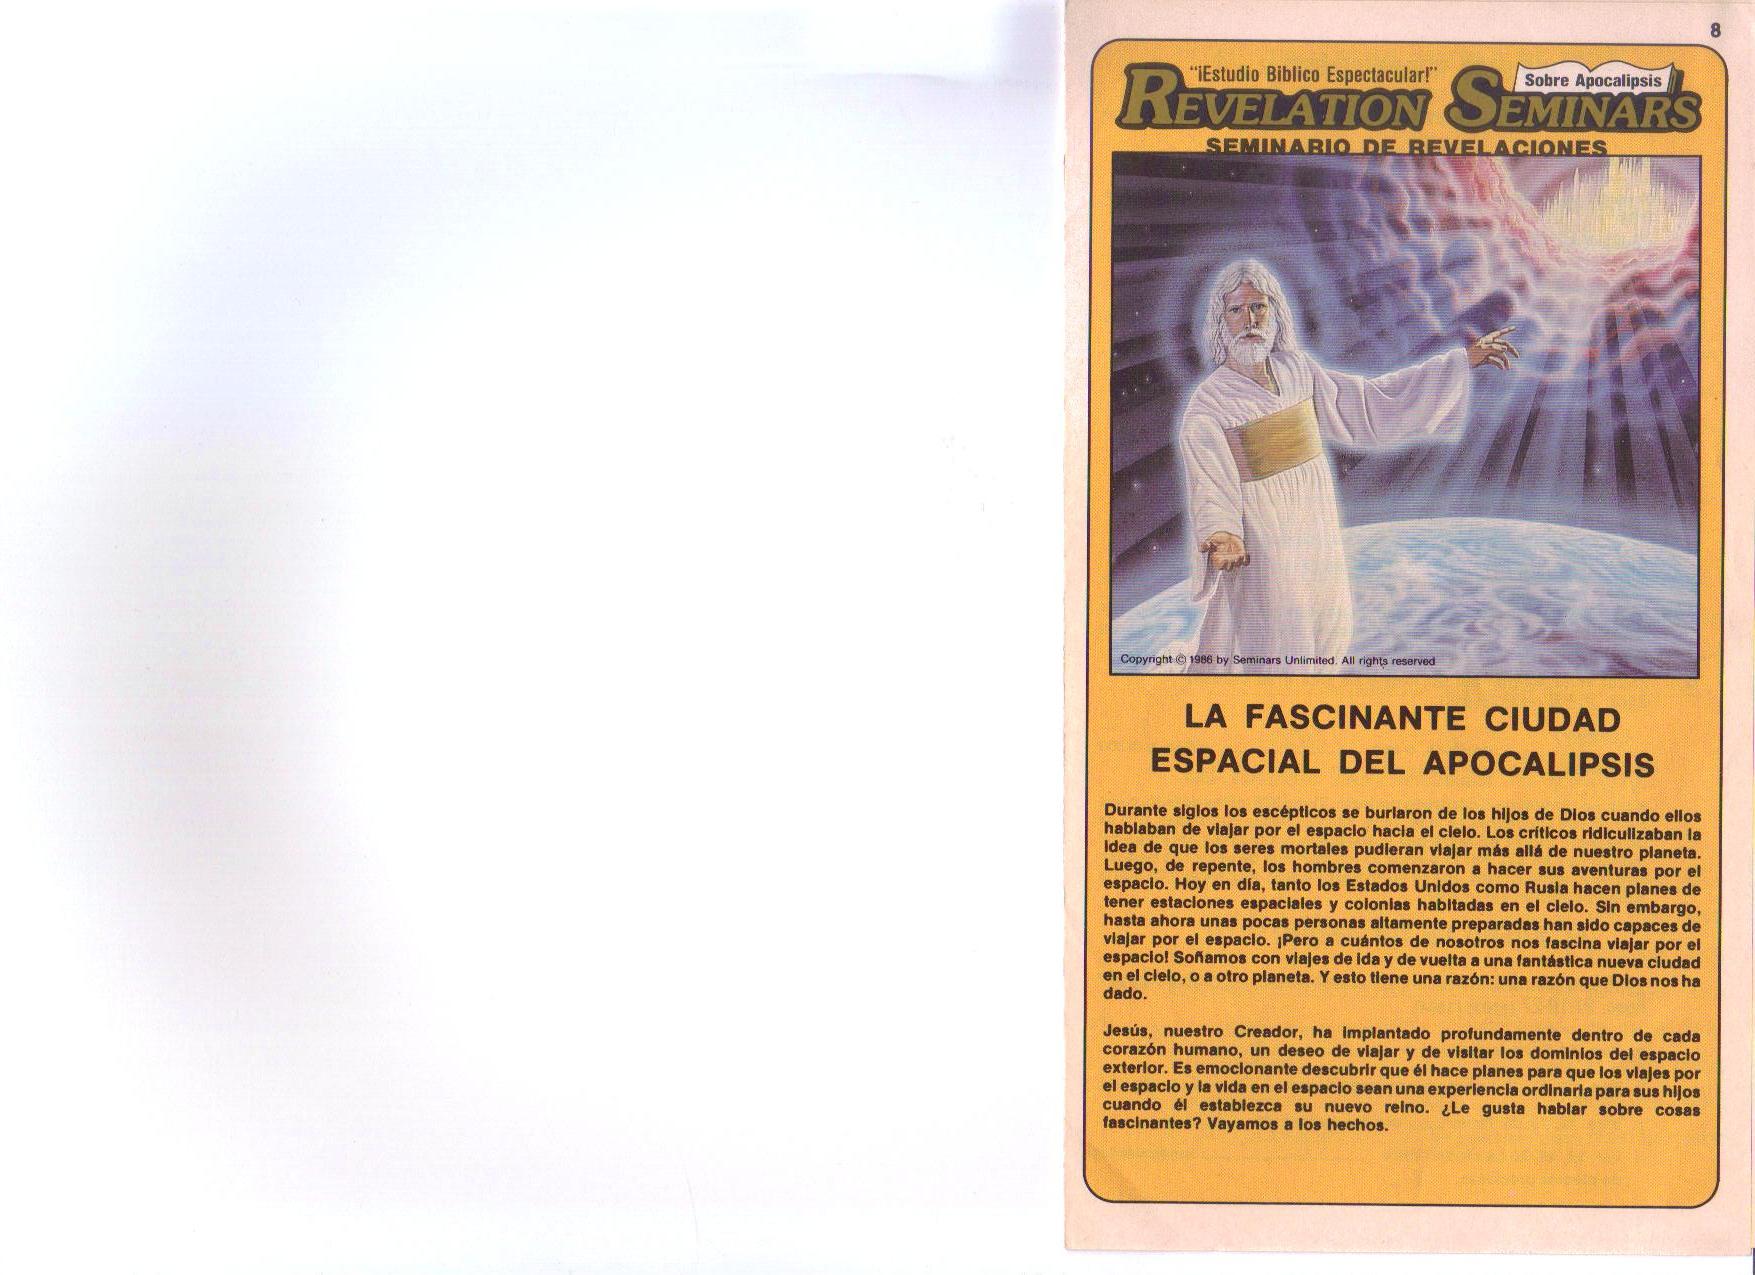 8
"¡Estudio Biblico Espectacular!"
Sobre Apocalipsis
REVELATION SEMINARS
SEMINARIO DE REVELACIONES
Copyright © 1986 by Seminars Unlimited. All rights reserved
LA FASCINANTE CIUDAD
ESPACIAL DEL APOCALIPSIS
Durante siglos los escépticos se burlaron de los hijos de Dios cuando ellos
hablaban de viajar por el espacio hacia el cielo. Los críticos ridiculizaban la
idea de que los seres mortales pudieran viajar más allá de nuestro planeta.
Luego, de repente, los hombres comenzaron a hacer sus aventuras por el
espacio. Hoy en día, tanto los Estados Unidos como Rusia hacen planes de
tener estaciones espaciales y colonias habitadas en el cielo. Sin embargo,
hasta ahora unas pocas personas altamente preparadas han sido capaces de
viajar por el espacio. ¡Pero a cuántos de nosotros nos fascina viajar por el
espacio! Soñamos con viajes de ida y de vuelta a una fantástica nueva ciudad
en el cielo, o a otro planeta. Y esto tiene una razón: una razón que Dios nos ha
dado.
Jesús, nuestro Creador, ha implantado profundamente dentro de cada
corazón humano, un deseo de viajar y de visitar los dominios del espacio
exterior. Es emocionante descubrir que él hace planes para que los viajes por
el espacio y la vida en el espacio sean una experiencia ordinaria para sus hijos
cuando él establezca su nuevo reino. ¿Le gusta hablar sobre cosas
fascinantes? Vayamos a los hechos.